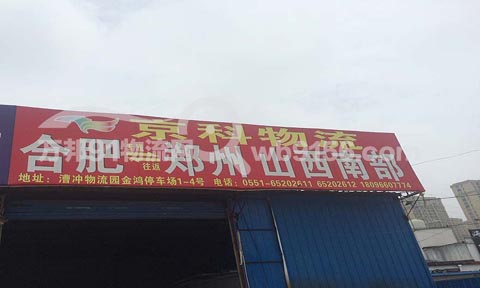 京科物流
合肥 往返 郑州 山西南部
地址：漕冲物流园金鸿停车场1-4号 电话：0551-65202611 65202612 18096607774